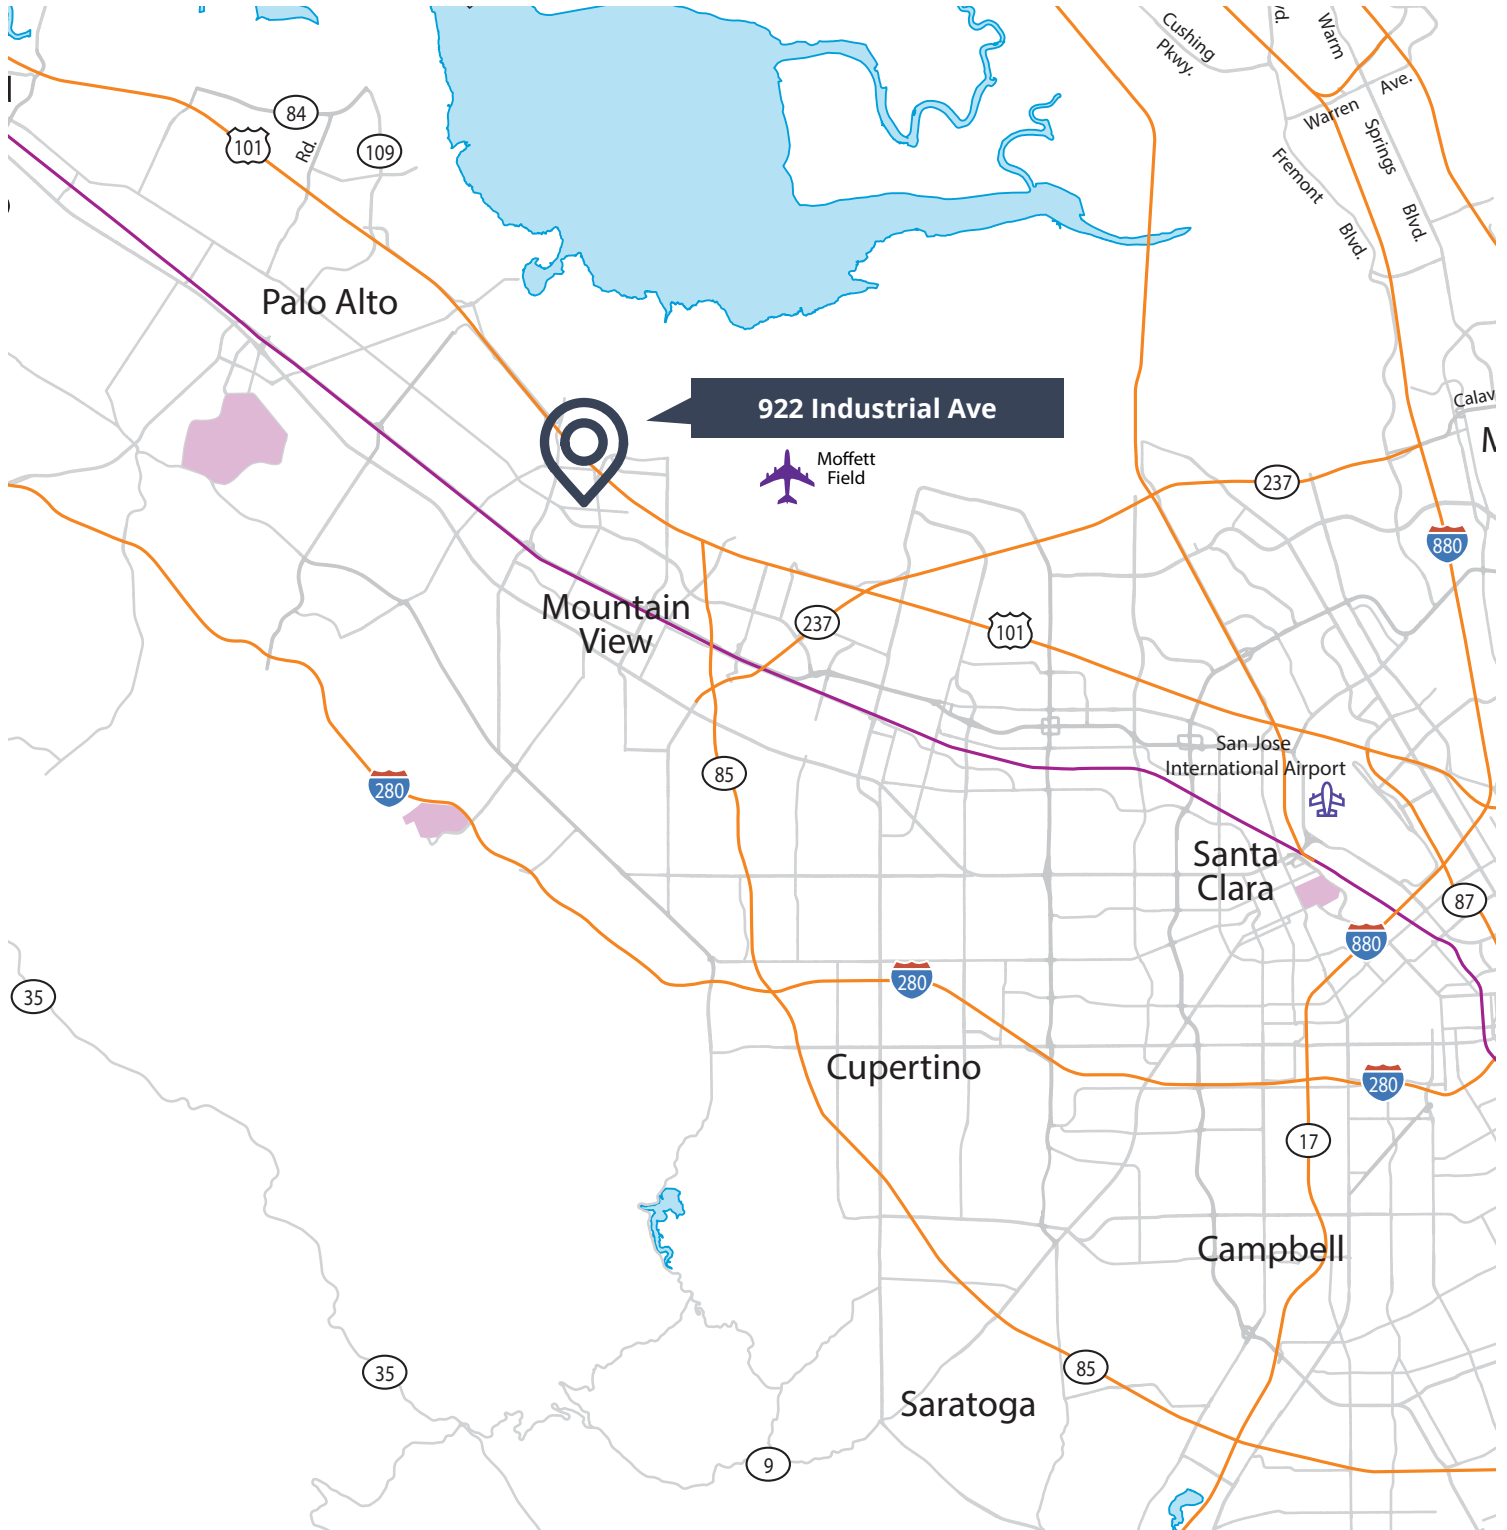 Cushing
Pkwy.
Warm
Springs
Blvd.
Warren
Ave.
Fremont
Blvd.
84
101
Rd.
109
Palo Alto
922 Industrial Ave
Moffett
Field
Calav
237
880
Mountain
View
237
101
San Jose
International Airport
280
85
Santa
Clara
87
880
35
280
Cupertino
280
17
Campbell
35
85
Saratoga
9